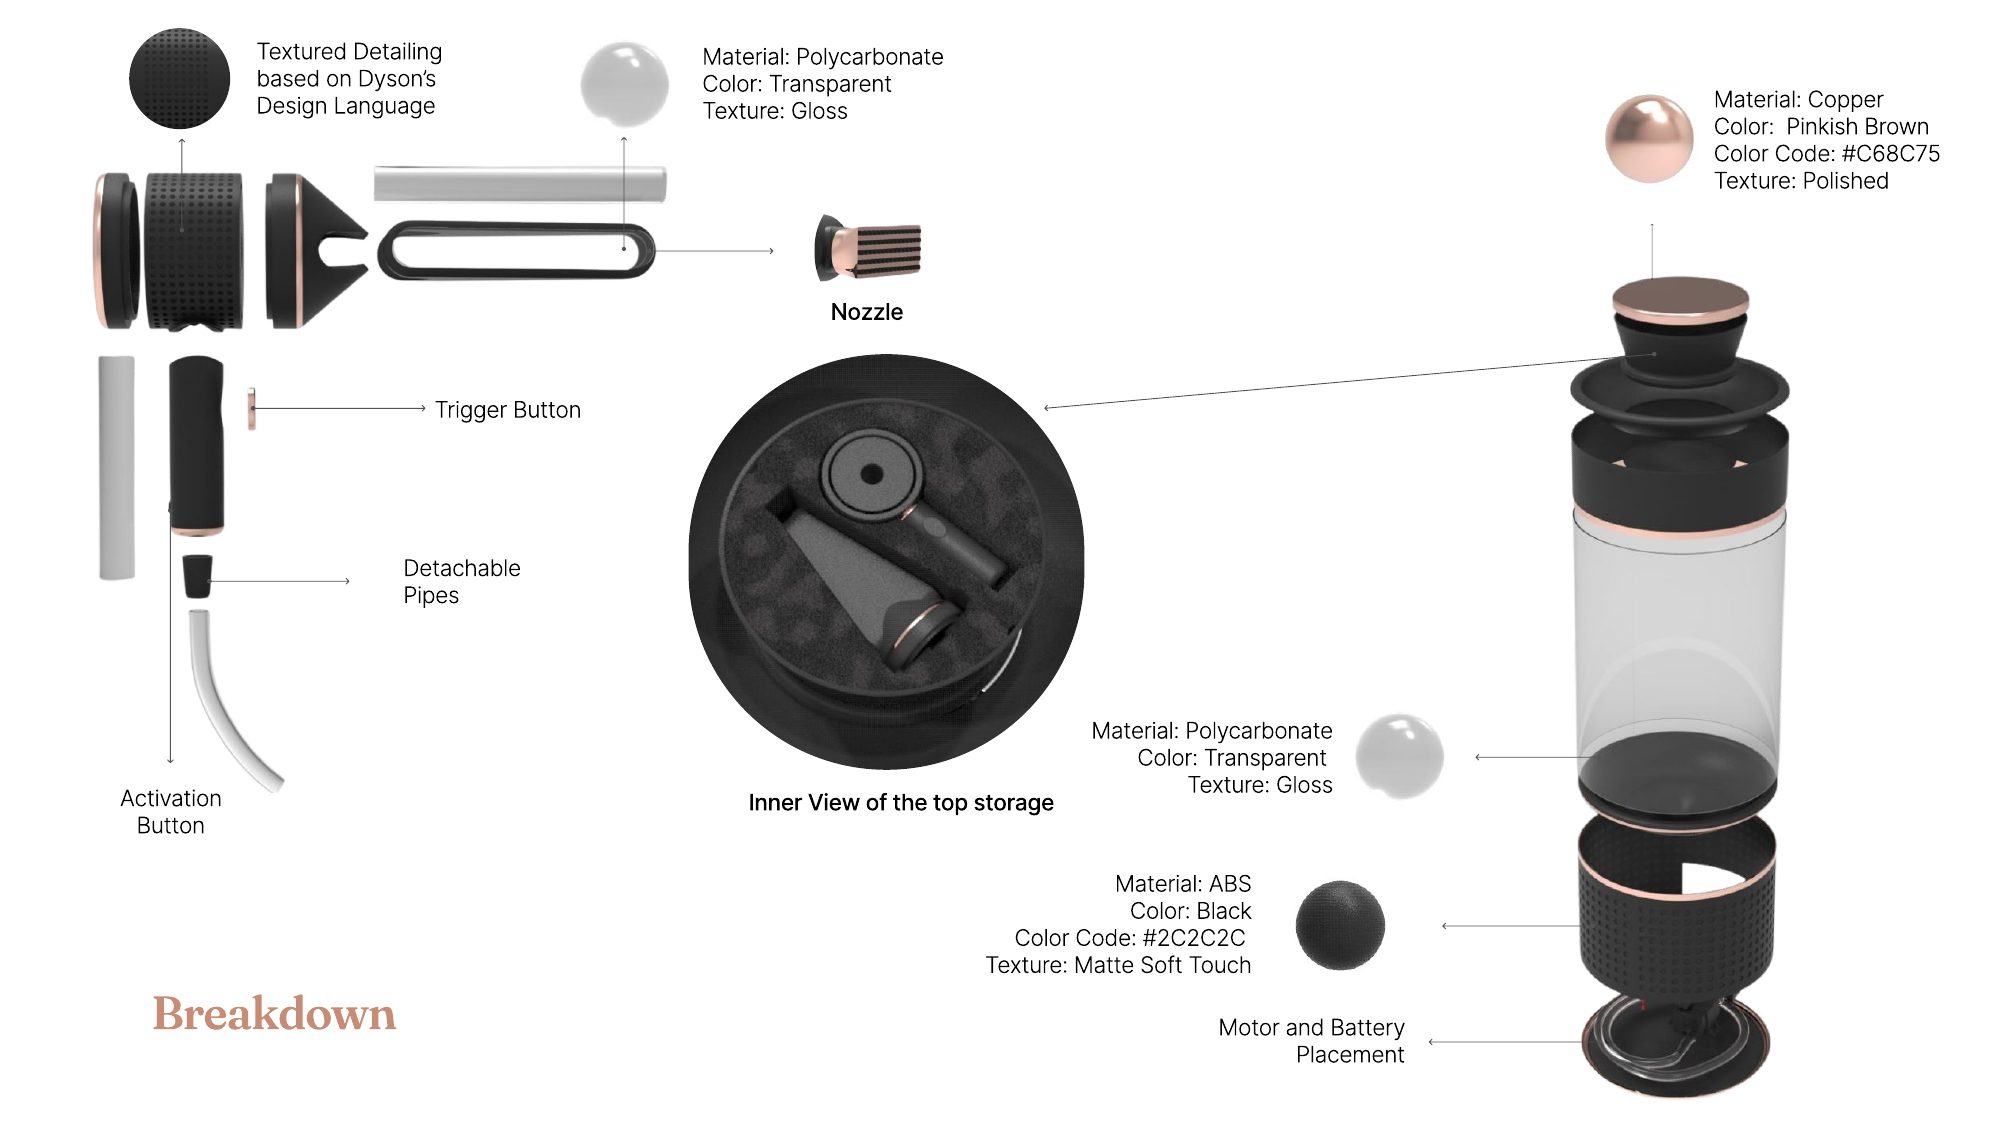 Textured Detailing
based on Dyson's
Design Language
Material: Polycarbonate
Color: Transparent
Texture: Gloss
Material: Copper
Color: Pinkish Brown
Color Code: #C68C75
Texture: Polished
Nozzle
Trigger Button
Detachable
Pipes
Activation
Button
Inner View of the top storage
Material: Polycarbonate
Color: Transparent
Texture: Gloss
Material: ABS
Color: Black
Color Code: #2C2C2C
Texture: Matte Soft Touch
Motor and Battery
Placement
Breakdown